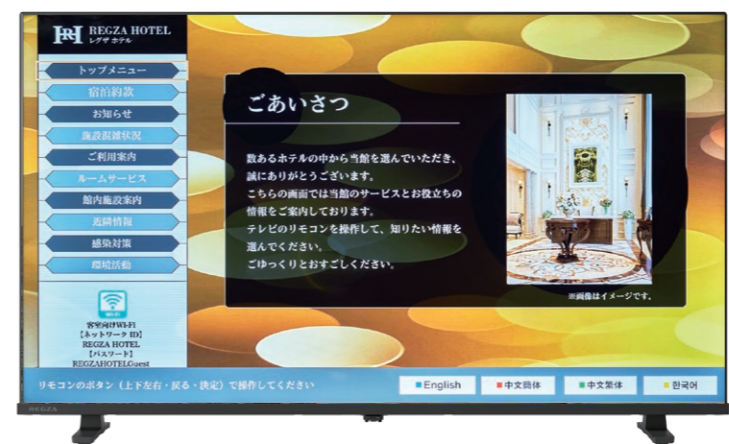 RH REGZA HOTEL
レグザ ホテル
トップメニュー
宿泊約款
お知らせ
施設混雑状況
ご利用案内
ルームサービス
館内施設案内
近隣情報
感染対策
環境活動
Wi-Fi
客室向けWi-Fi
【ネットワーク ID】
REGZA HOTEL
【パスワード】
REGZAHOTELGuest
ごあいさつ
数あるホテルの中から当館を選んでいただき、
誠にありがとうございます。
こちらの画面では当館のサービスとお役立ちの
情報をご案内しております。
テレビのリモコンを操作して、知りたい情報を
選んでください。
ごゆっくりとおすごしください。
※画像はイメージです。
リモコンのボタン（上下左右・戻る・決定）で操作してください
English
中文简体
中文繁体
한국어
REGZA